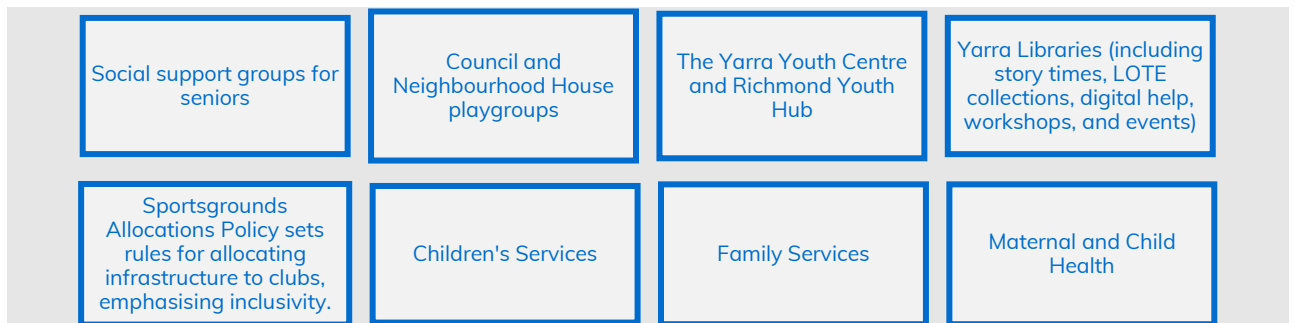 Social support groups for
seniors
Council and
Neighbourhood House
playgroups
The Yarra Youth Centre
and Richmond Youth
Hub
Yarra Libraries (including
story times, LOTE
collections, digital help,
workshops, and events)
Sportsgrounds
Allocations Policy sets
rules for allocating
infrastructure to clubs,
emphasising inclusivity.
Children's Services
Family Services
Maternal and Child
Health